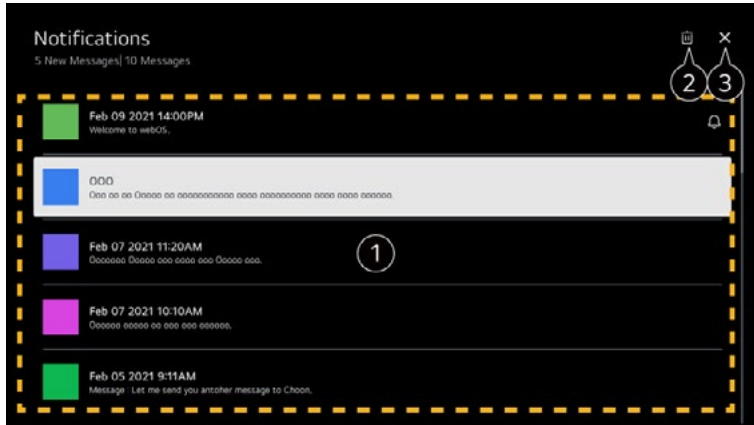 Notifications
5 New Messages| 10 Messages
2 3
Feb 09 2021 14:00PM
Welcome to webOS.
OOO
Ooo oo oo Ooooo oo ooooooooooo oooo oooooooooo oooo oooo oooooo.
Feb 07 2021 11:20AM
Ooooooo Ooooo ooo oooo ooo Ooooo ooo.
1
Feb 07 2021 10:10AM
Oooooo ooooo oo ooo ooo oooooo.
Feb 05 2021 9:11AM
Message : Let me send you antoher message to Choon.